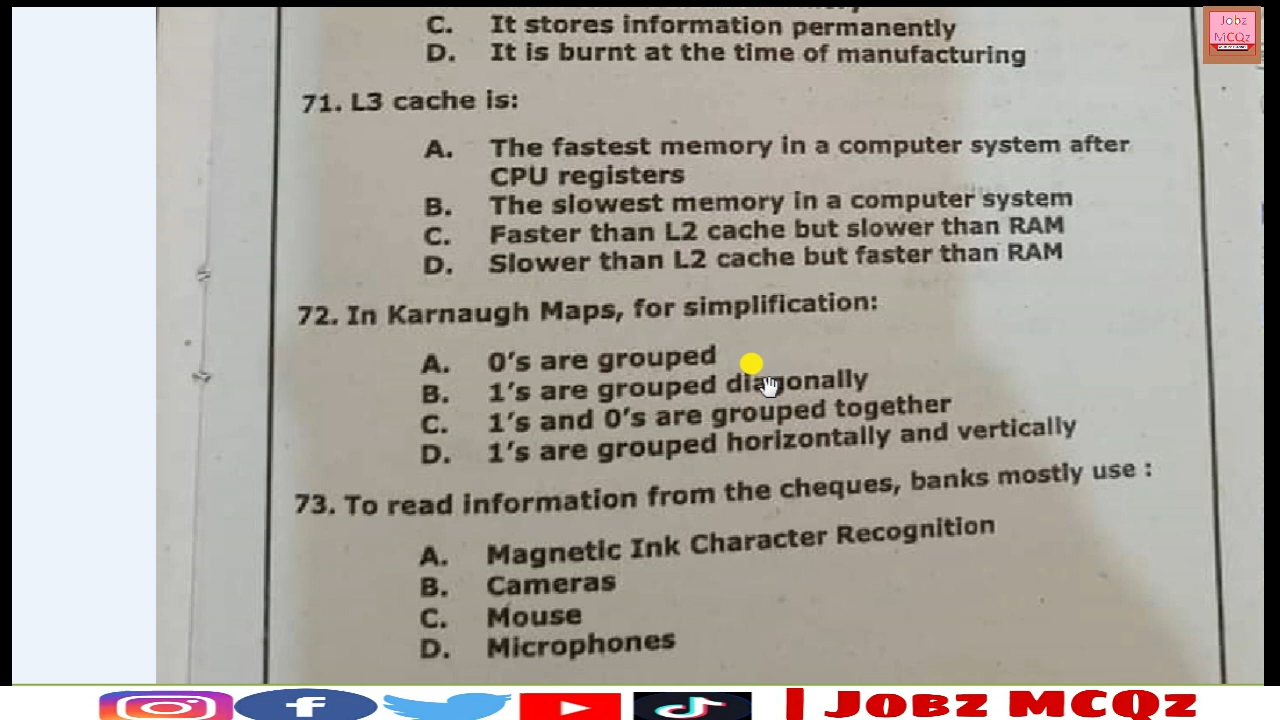 C. It stores information permanently
D. It is burnt at the time of manufacturing
Jobz
MCQz
71. L3 cache is:
A. The fastest memory in a computer system after
CPU registers
B. The slowest memory in a computer system
C. Faster than L2 cache but slower than RAM
D. Slower than L2 cache but faster than RAM
72. In Karnaugh Maps, for simplification:
A. 0's are grouped
B. 1's are grouped diagonally
C. 1's and 0's are grouped together
D. 1's are grouped horizontally and vertically
73. To read information from the cheques, banks mostly use :
A. Magnetic Ink Character Recognition
B. Cameras
C. Mouse
D. Microphones
| Jobz MCQz